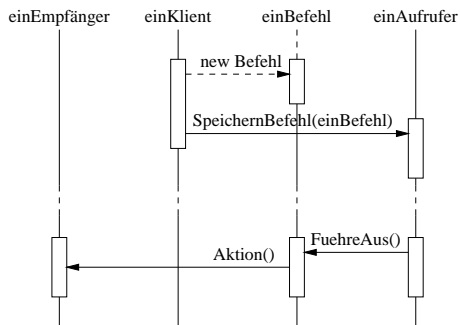 einEmpfänger einKlient einBefehl einAufrufer
new Befehl
SpeichernBefehl(einBefehl)
FuehreAus()
Aktion()